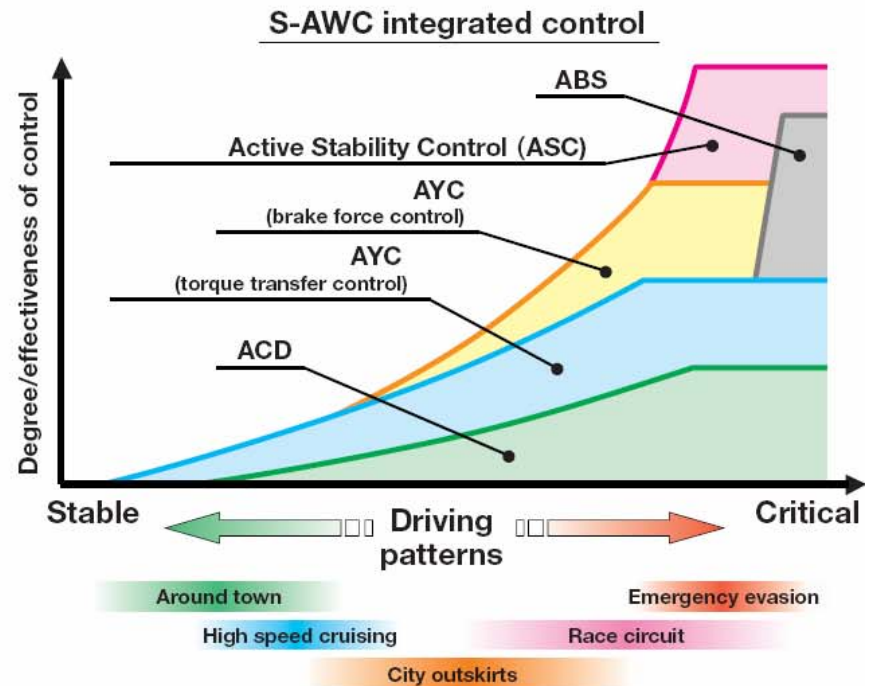 S-AWC integrated control
Degree/effectiveness of control
ABS
Active Stability Control (ASC)
AYC
(brake force control)
AYC
(torque transfer control)
ACD
Stable
Driving
patterns
Critical
Around town
Emergency evasion
High speed cruising
Race circuit
City outskirts